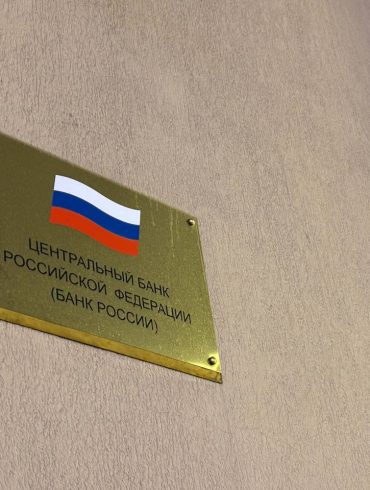 ЦЕНТРАЛЬНЫЙ БАНК
РОССИЙСКОЙ ФЕДЕРАЦИИ
(БАНК РОССИИ)